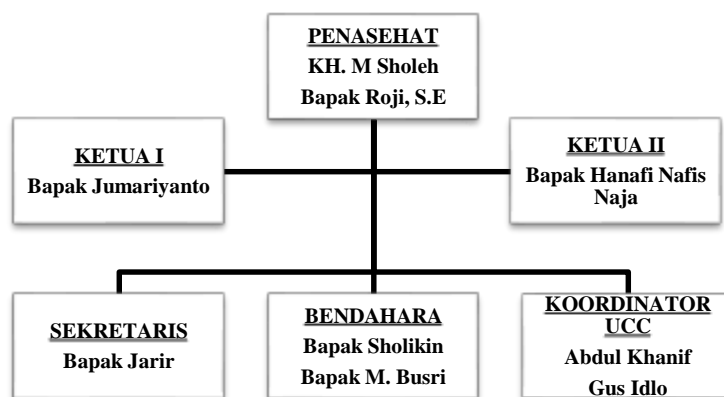 PENASEHAT
KH. M Sholeh
Bapak Roji, S.E
KETUA I
Bapak Jumariyanto
KETUA II
Bapak Hanafi Nafis
Naja
SEKRETARIS
Bapak Jarir
BENDAHARA
Bapak Sholikin
Bapak M. Busri
KOORDINATOR
UCC
Abdul Khanif
Gus Idlo